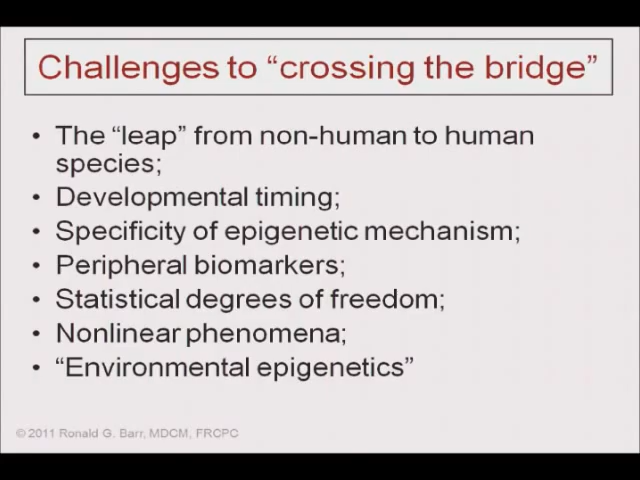 Challenges to “crossing the bridge”
• The “leap” from non-human to human
species;
• Developmental timing;
• Specificity of epigenetic mechanism;
• Peripheral biomarkers;
• Statistical degrees of freedom;
• Nonlinear phenomena;
• “Environmental epigenetics”
© 2011 Ronald G. Barr, MDCM, FRCPC